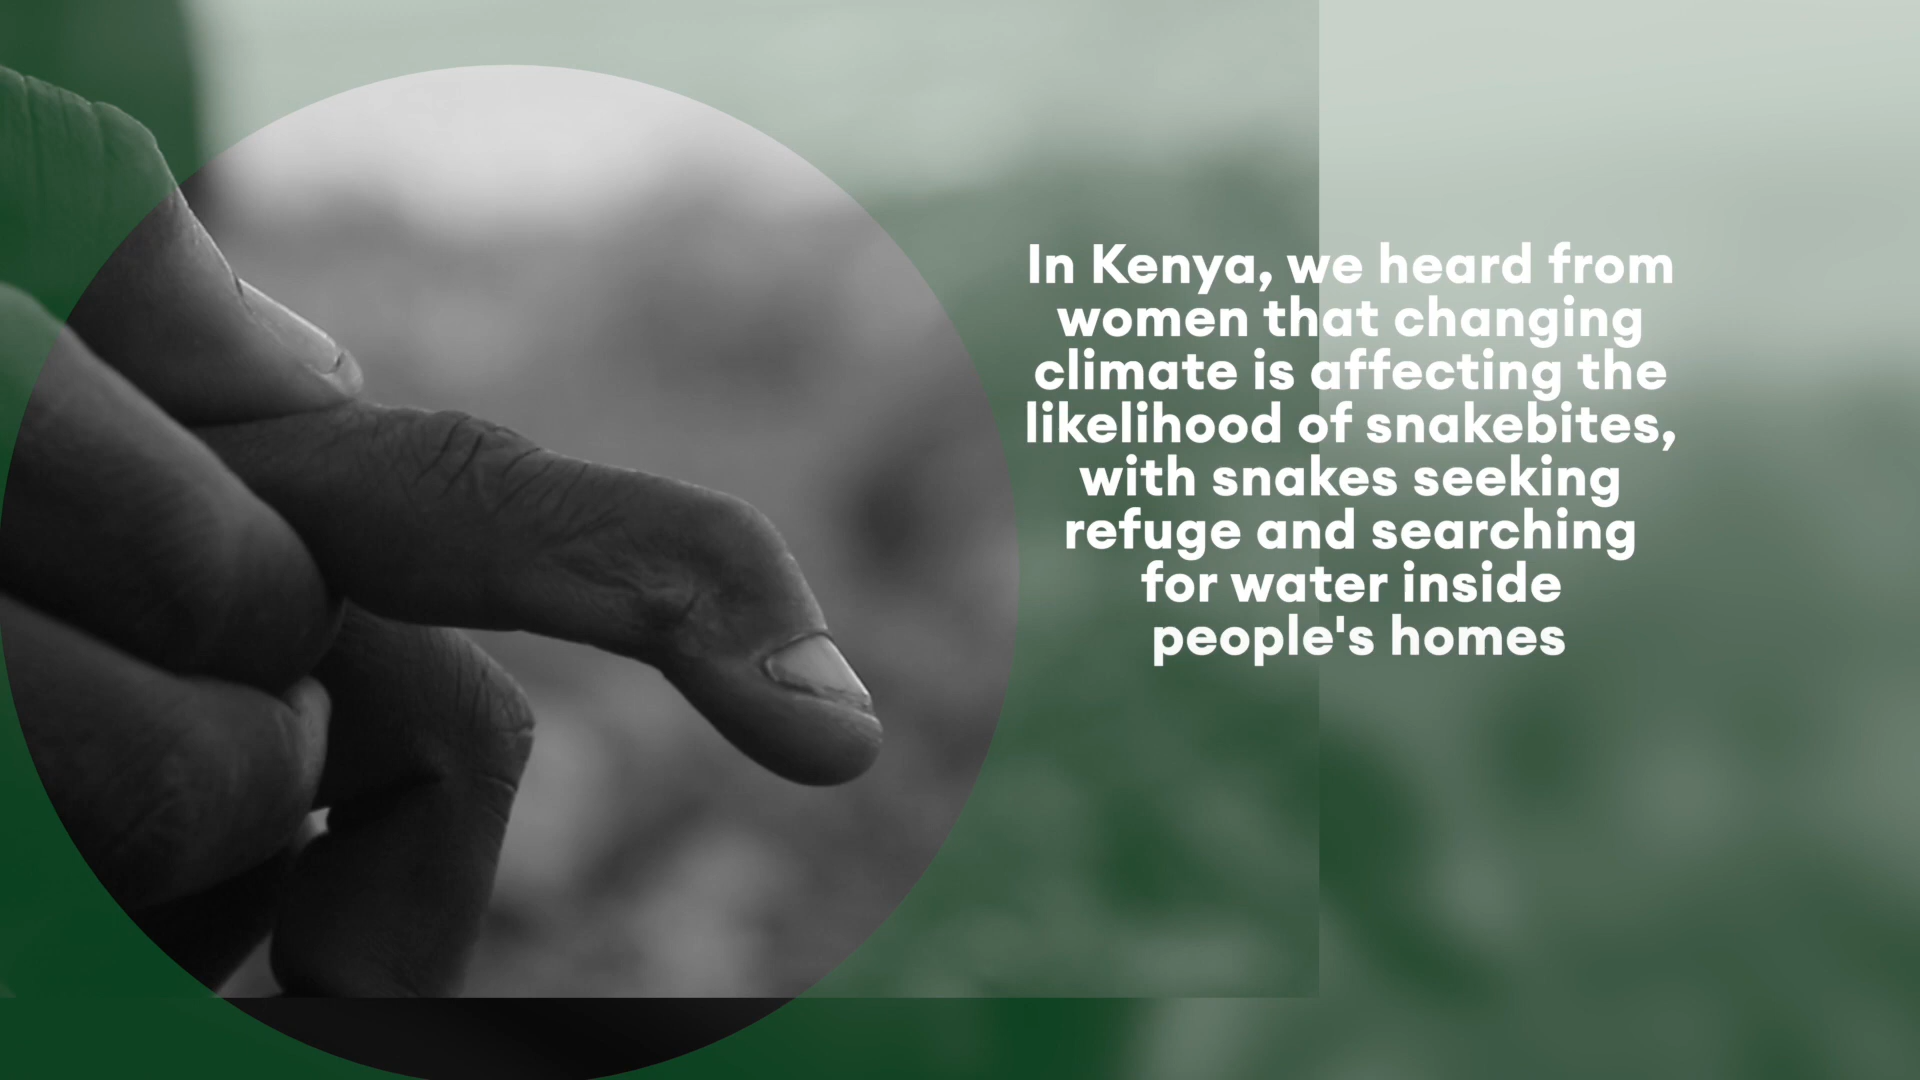 In Kenya, we heard from
women that changing
climate is affecting the
likelihood of snakebites,
with snakes seeking
refuge and searching
for water inside
people's homes